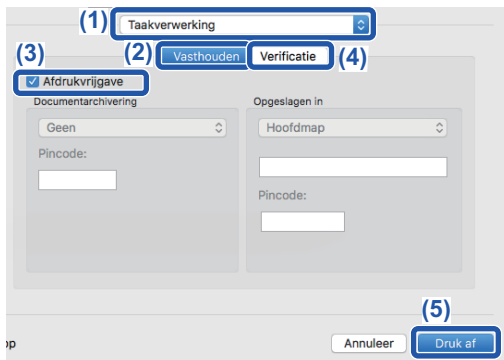 (1) Taakverwerking
(2) Vasthouden Verificatie (4)
(3)
Afdrukvrijgave
Documentarchivering Opgeslagen in
Geen Hoofdmap
Pincode:
Pincode:
(5)
op Annuleer Druk af